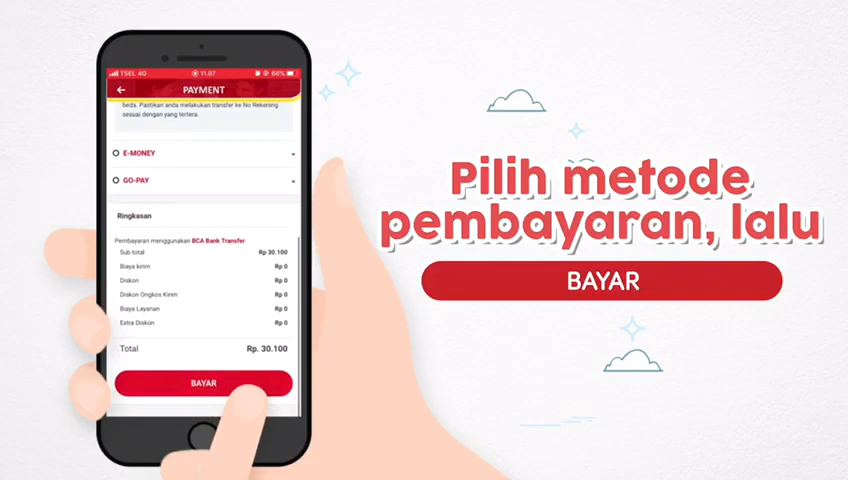 TSEL 4G 11.07 66%
PAYMENT
beda. Pastikan anda melakukan transfer ke No Rekening
sesuai dengan yang tertera.
E-MONEY
GO-PAY
Ringkasan
Pembayaran menggunakan BCA Bank Transfer
Sub total Rp 30.100
Biaya kirim Rp 0
Diskon Rp 0
Diskon Ongkos Kirim Rp 0
Biaya Layanan Rp 0
Extra Diskon Rp 0
Total Rp. 30.100
BAYAR
Pilih metode
pembayaran, lalu
BAYAR